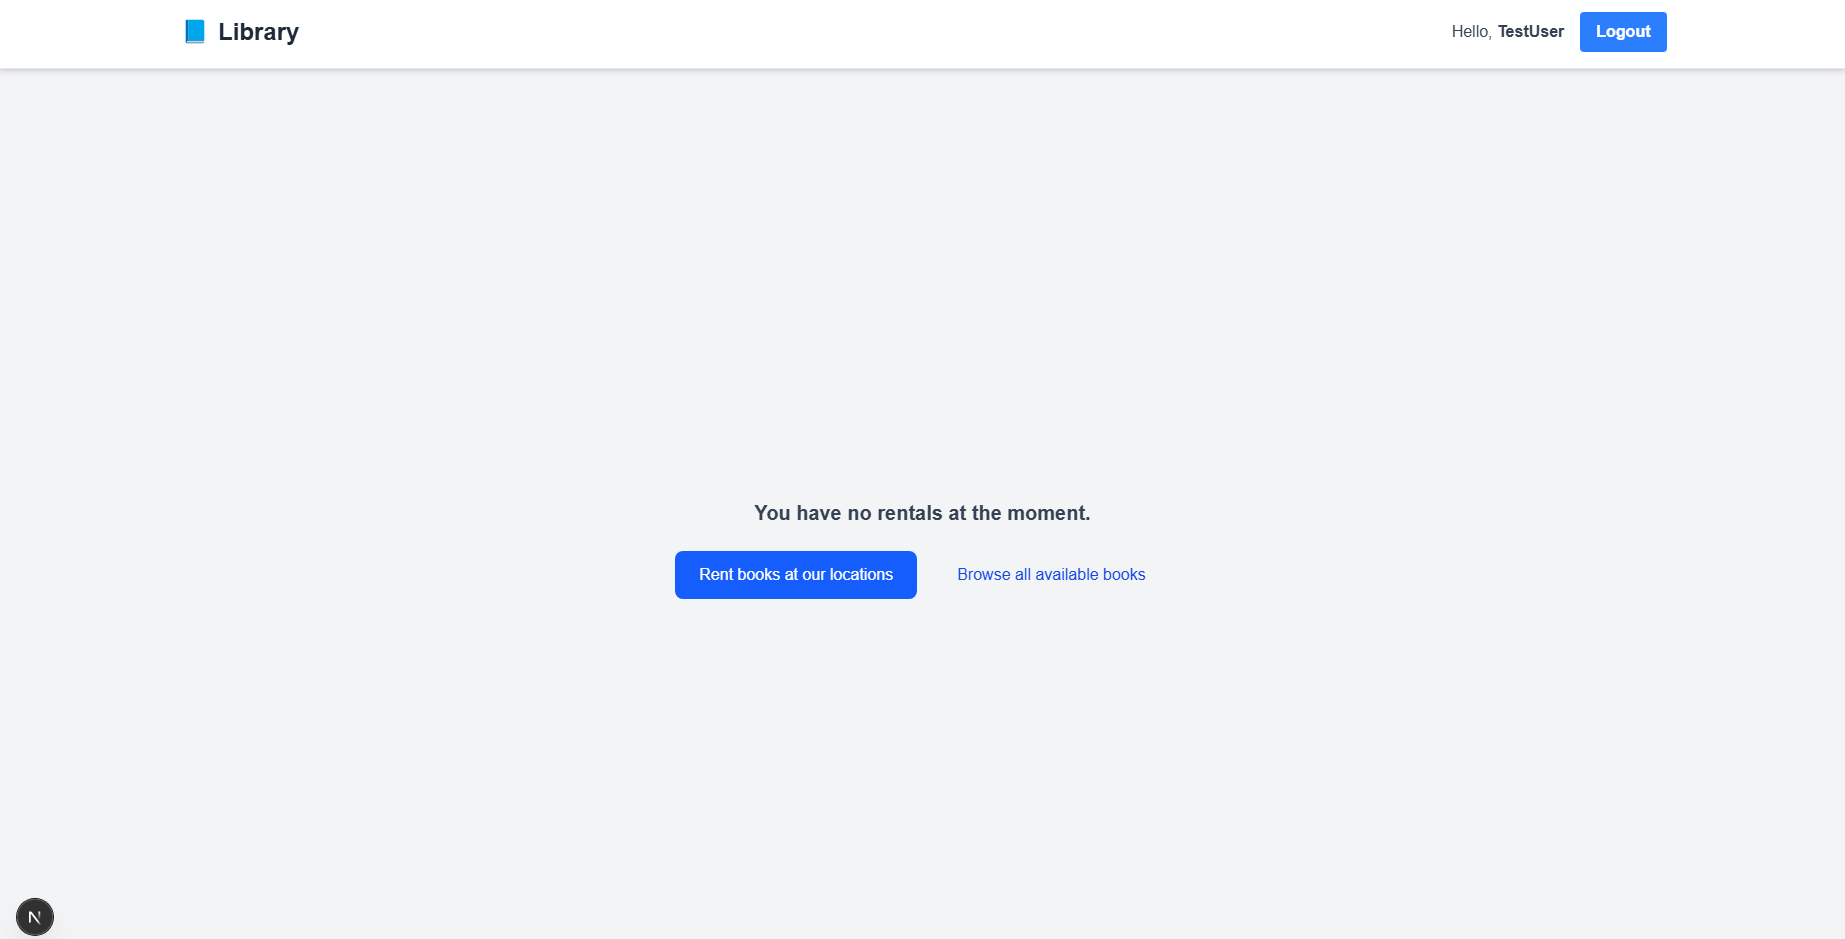 Library
Hello, TestUser
Logout
You have no rentals at the moment.
Rent books at our locations
Browse all available books
N